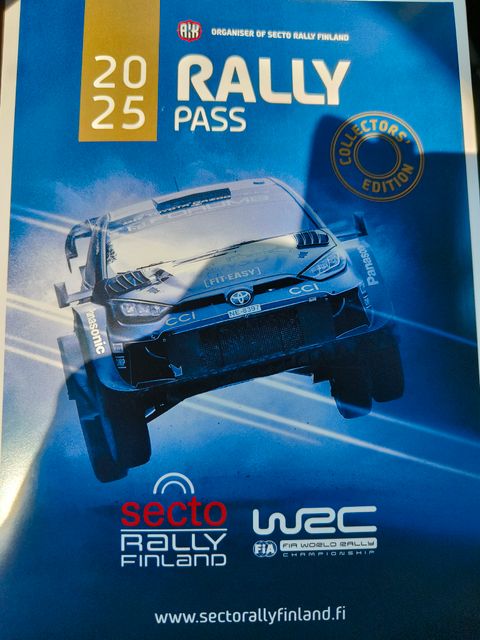 AKK
ORGANISER OF SECTO RALLY FINLAND
20
25
RALLY
PASS
COLLECTORS'
EDITION
[FIT-EASY]
CCI
CCI
Panasonic
Panasonic
secto
RALLY
FINLAND
WRC
FIA
FIA WORLD RALLY
CHAMPIONSHIP
www.sectorallyfinland.fi